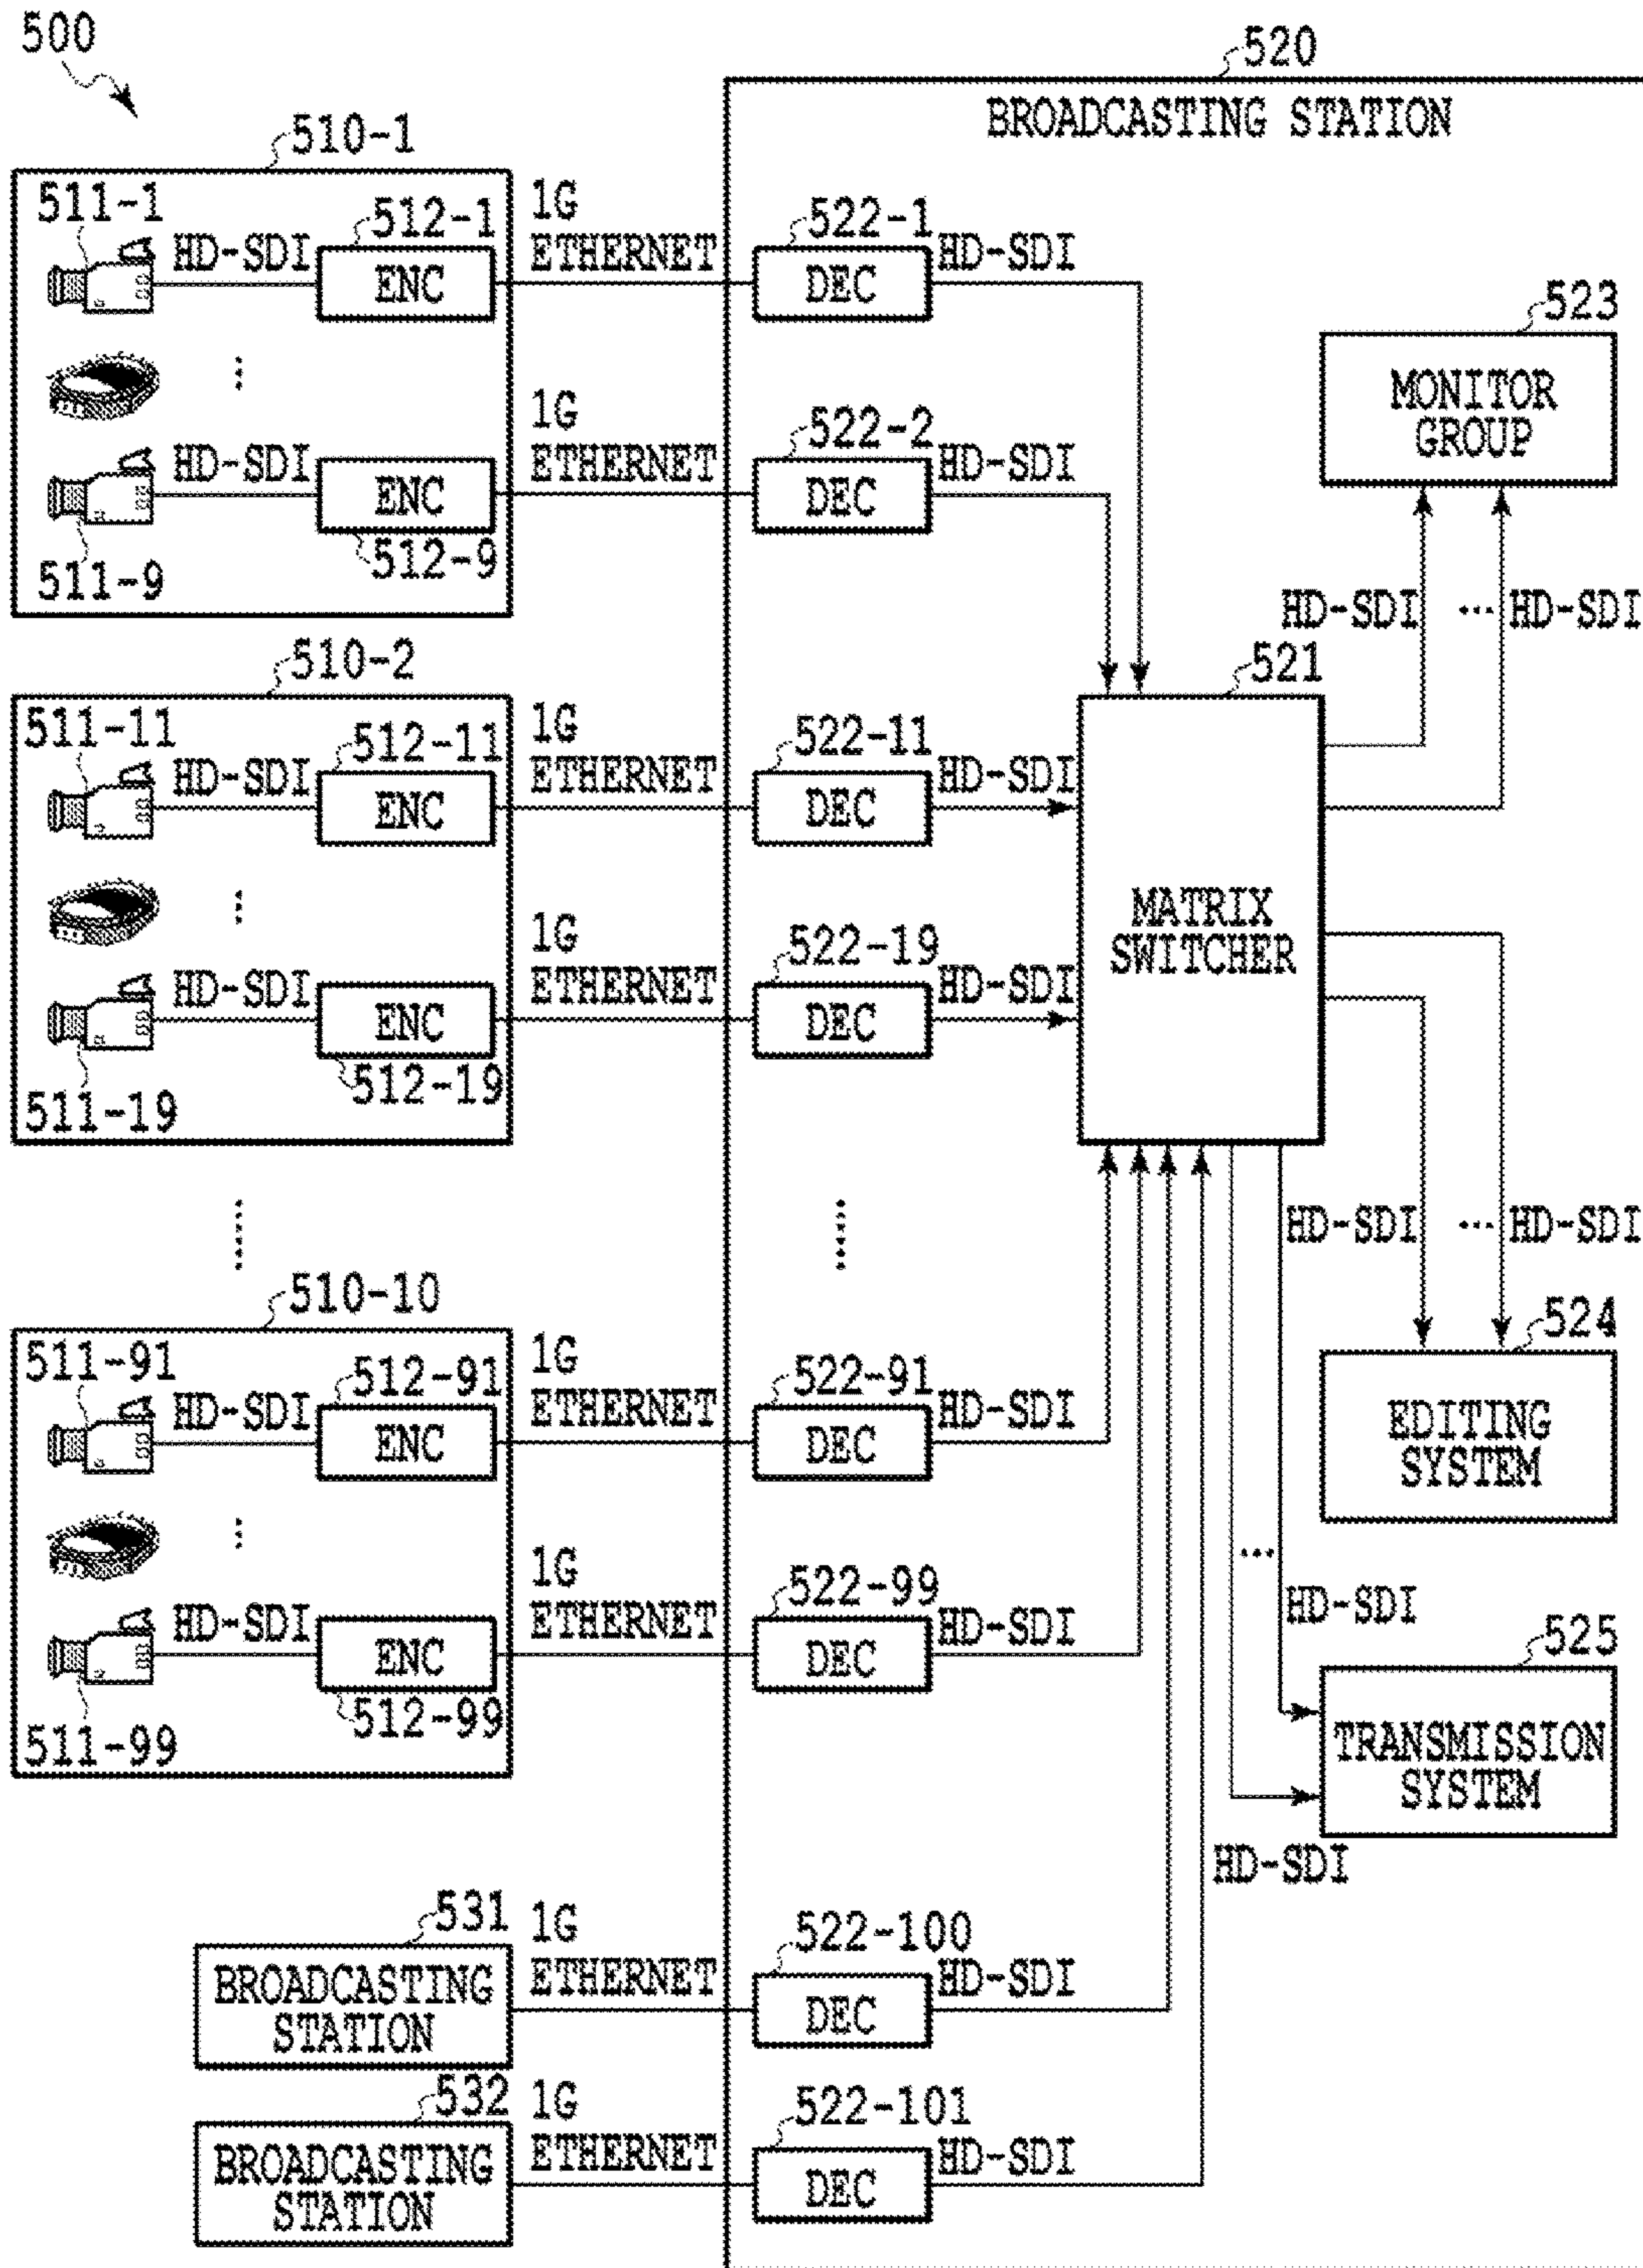 500
520
BROADCASTING STATION
510-1
511-1
HD-SDI
512-1
ENC
1G
ETHERNET
522-1
DEC
HD-SDI
523
MONITOR
GROUP
...
HD-SDI
ENC
512-9
511-9
1G
ETHERNET
522-2
DEC
HD-SDI
HD-SDI
...
HD-SDI
510-2
511-11
HD-SDI
512-11
ENC
1G
ETHERNET
522-11
DEC
HD-SDI
521
MATRIX
SWITCHER
...
HD-SDI
ENC
512-19
511-19
1G
ETHERNET
522-19
DEC
HD-SDI
......
......
HD-SDI
...
HD-SDI
510-10
511-91
HD-SDI
512-91
ENC
1G
ETHERNET
522-91
DEC
HD-SDI
524
EDITING
SYSTEM
...
HD-SDI
ENC
512-99
511-99
1G
ETHERNET
522-99
DEC
HD-SDI
...
HD-SDI
525
TRANSMISSION
SYSTEM
HD-SDI
531
BROADCASTING
STATION
1G
ETHERNET
522-100
DEC
HD-SDI
532
BROADCASTING
STATION
1G
ETHERNET
522-101
DEC
HD-SDI